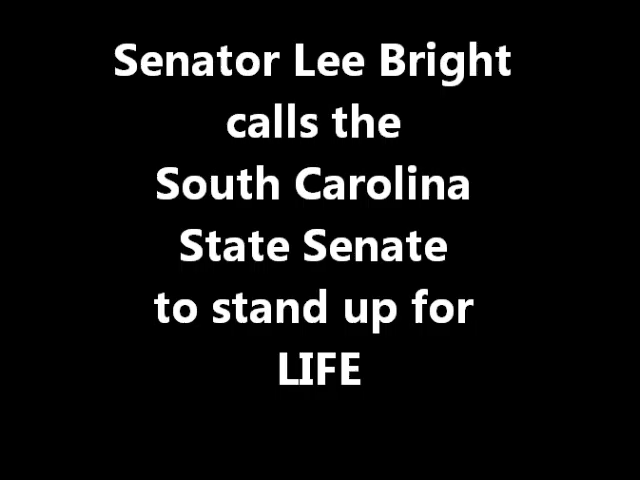 Senator Lee Bright
calls the
South Carolina
State Senate
to stand up for
LIFE